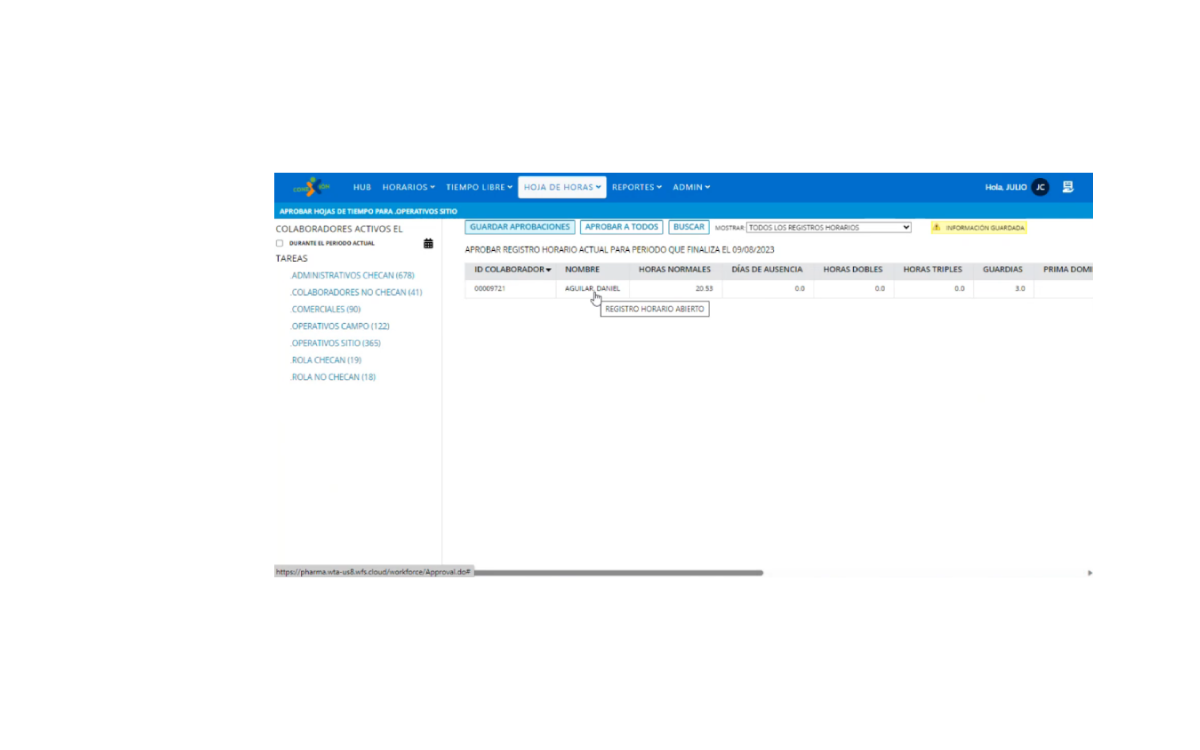 HUB HORARIOS TIEMPO LIBRE HOJA DE HORAS REPORTES ADMIN Hola, JULIO JC
APROBAR HOJAS DE TIEMPO PARA .OPERATIVOS SITIO
COLABORADORES ACTIVOS EL
DURANTE EL PERIODO ACTUAL
TAREAS
.ADMINISTRATIVOS CHECAN (678)
.COLABORADORES NO CHECAN (41)
.COMERCIALES (90)
.OPERATIVOS CAMPO (122)
.OPERATIVOS SITIO (365)
.ROLA CHECAN (19)
.ROLA NO CHECAN (18)
GUARDAR APROBACIONES APROBAR A TODOS BUSCAR MOSTRAR: TODOS LOS REGISTROS HORARIOS INFORMACIÓN GUARDADA
APROBAR REGISTRO HORARIO ACTUAL PARA PERIODO QUE FINALIZA EL 09/08/2023
ID COLABORADOR NOMBRE HORAS NORMALES DÍAS DE AUSENCIA HORAS DOBLES HORAS TRIPLES GUARDIAS PRIMA DOMI
00009721 AGUILAR, DANIEL 20.53 0.0 0.0 0.0 3.0
REGISTRO HORARIO ABIERTO
https://pharma.wta-us8.wfs.cloud/workforce/Approval.do#